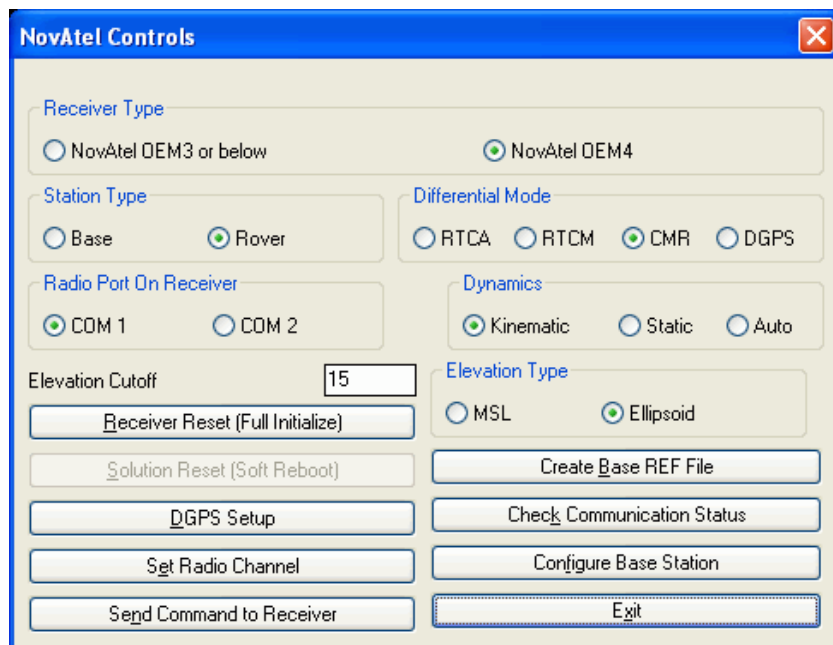 NovAtel Controls
Receiver Type
NovAtel OEM3 or below
NovAtel OEM4
Station Type
Base
Rover
Differential Mode
RTCA
RTCM
CMR
DGPS
Radio Port On Receiver
COM 1
COM 2
Dynamics
Kinematic
Static
Auto
Elevation Cutoff
15
Elevation Type
MSL
Ellipsoid
Receiver Reset (Full Initialize)
Solution Reset (Soft Reboot)
Create Base REF File
DGPS Setup
Check Communication Status
Set Radio Channel
Configure Base Station
Send Command to Receiver
Exit